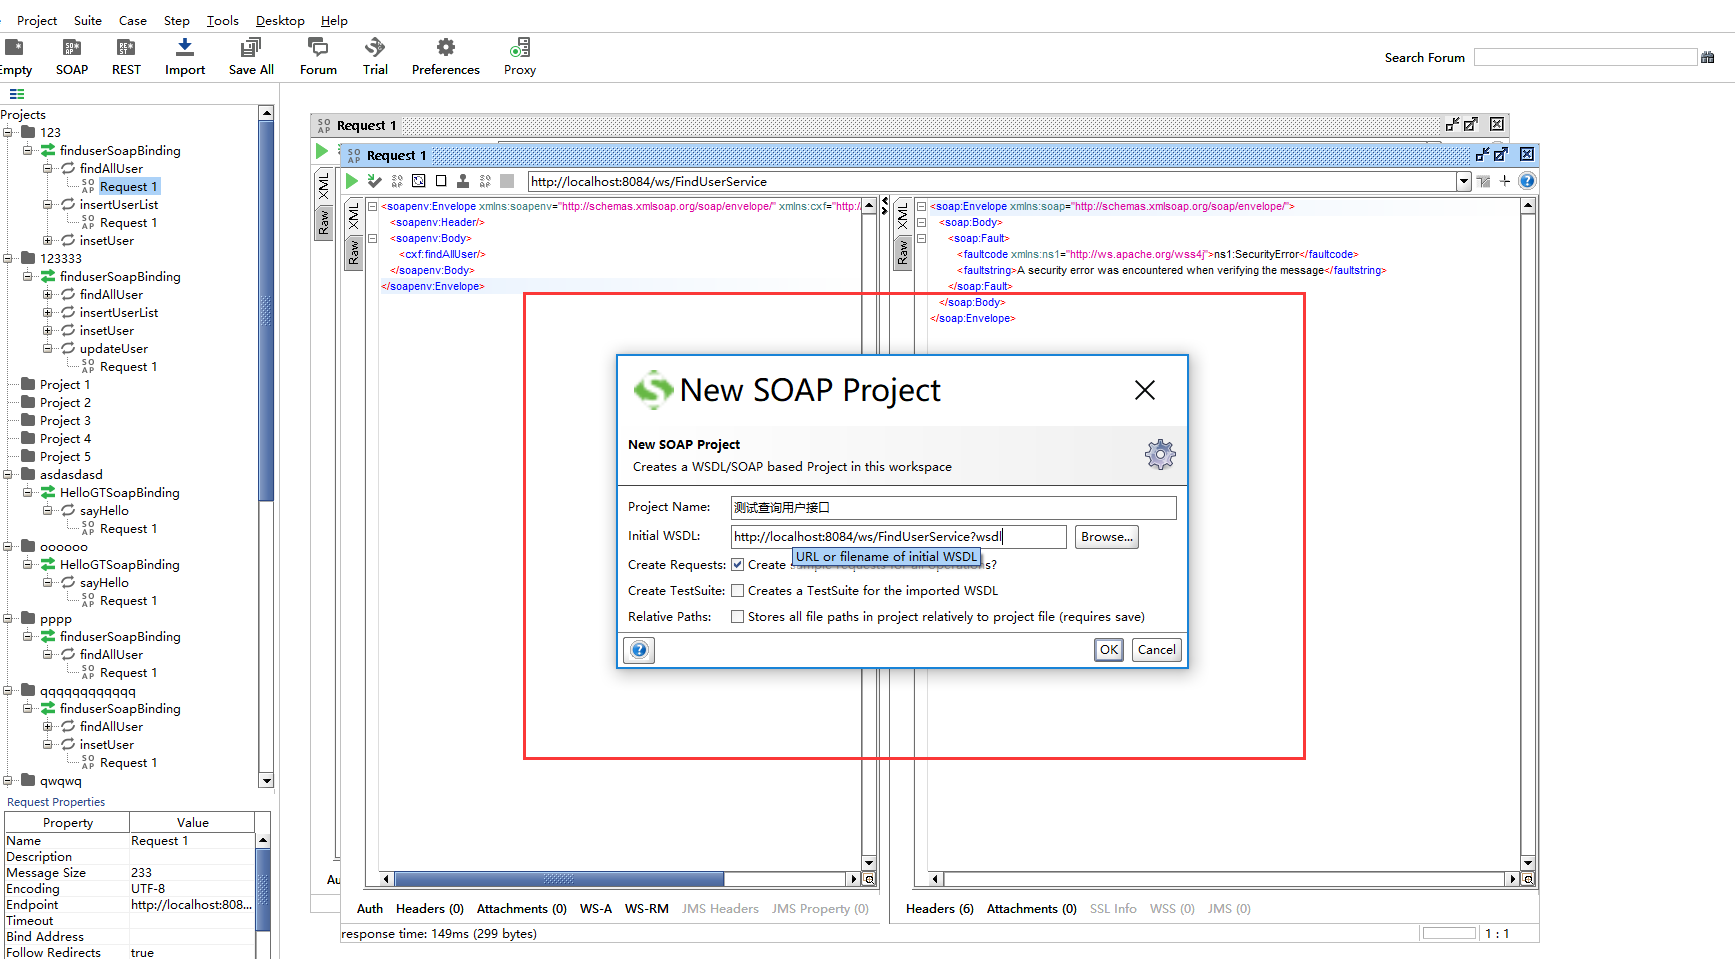 Project Suite Case Step Tools Desktop Help
Empty SOAP REST Import Save All Forum Trial Preferences Proxy
Search Forum
Projects
123
finduserSoapBinding
findAllUser
Request 1
insertUserList
Request 1
insetUser
123333
finduserSoapBinding
findAllUser
insertUserList
insetUser
updateUser
Request 1
Project 1
Project 2
Project 3
Project 4
Project 5
asdasdasd
HelloGTSoapBinding
sayHello
Request 1
oooooo
HelloGTSoapBinding
sayHello
Request 1
pppp
finduserSoapBinding
findAllUser
Request 1
qqqqqqqqqqqq
finduserSoapBinding
findAllUser
insetUser
Request 1
qwqwq
Request Properties
Property Value
Name Request 1
Description
Message Size 233
Encoding UTF-8
Endpoint http://localhost:808...
Timeout
Bind Address
Follow Redirects true
SOAP Request 1
XML
Raw
Au
SOAP Request 1
http://localhost:8084/ws/FindUserService
XML
Raw
<soapenv:Envelope xmlns:soapenv="http://schemas.xmlsoap.org/soap/envelope/" xmlns:cxf="http:/
<soapenv:Header/>
<soapenv:Body>
<cxf:findAllUser/>
</soapenv:Body>
</soapenv:Envelope>
XML
Raw
<soap:Envelope xmlns:soap="http://schemas.xmlsoap.org/soap/envelope/">
<soap:Body>
<soap:Fault>
<faultcode xmlns:ns1="http://ws.apache.org/wss4j">ns1:SecurityError</faultcode>
<faultstring>A security error was encountered when verifying the message</faultstring>
</soap:Fault>
</soap:Body>
</soap:Envelope>
New SOAP Project
New SOAP Project
Creates a WSDL/SOAP based Project in this workspace
Project Name: 测试查询用户接口
Initial WSDL: http://localhost:8084/ws/FindUserService?wsdl Browse...
URL or filename of initial WSDL
Create Requests: Create sample requests for all operations?
Create TestSuite: Creates a TestSuite for the imported WSDL
Relative Paths: Stores all file paths in project relatively to project file (requires save)
OK Cancel
Auth Headers (0) Attachments (0) WS-A WS-RM JMS Headers JMS Property (0)
Headers (6) Attachments (0) SSL Info WSS (0) JMS (0)
response time: 149ms (299 bytes)
1 : 1